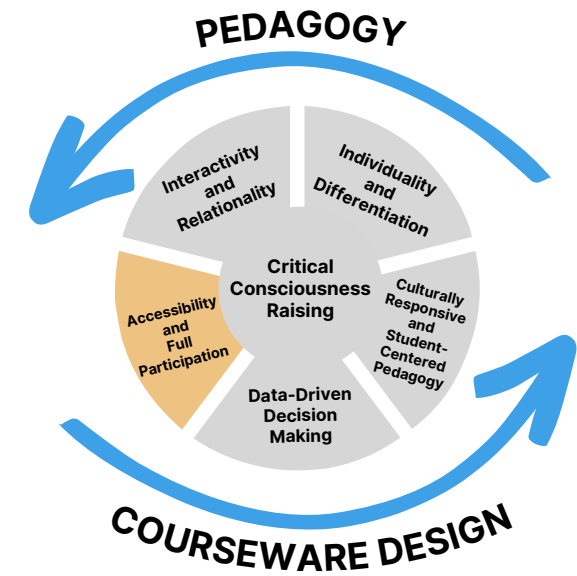 PEDAGOGY
Interactivity
and
Relationality
Individuality
and
Differentiation
Critical
Consciousness
Raising
Accessibility
and
Full
Participation
Culturally
Responsive
and
Student-
Centered
Pedagogy
Data-Driven
Decision
Making
COURSEWARE DESIGN